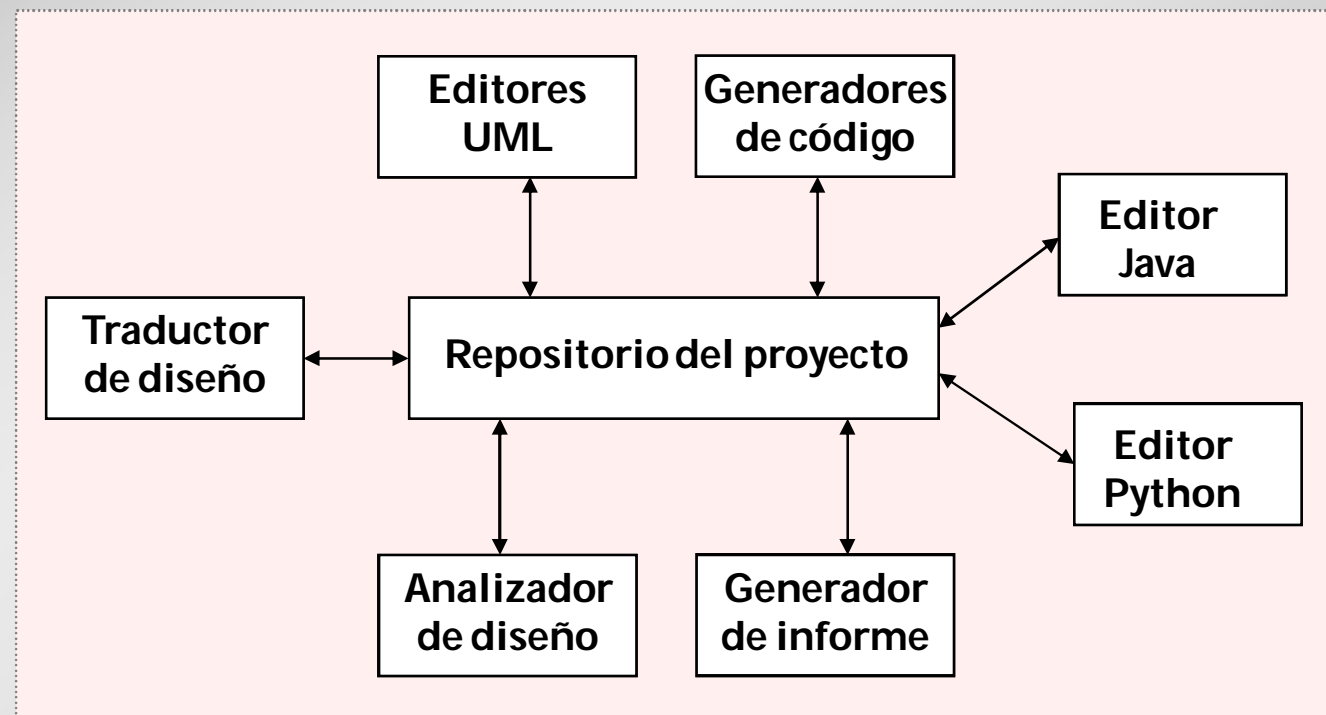 Editores
UML
Generadores
de código
Editor
Java
Traductor
de diseño
Repositorio del proyecto
Editor
Python
Analizador
de diseño
Generador
de informe